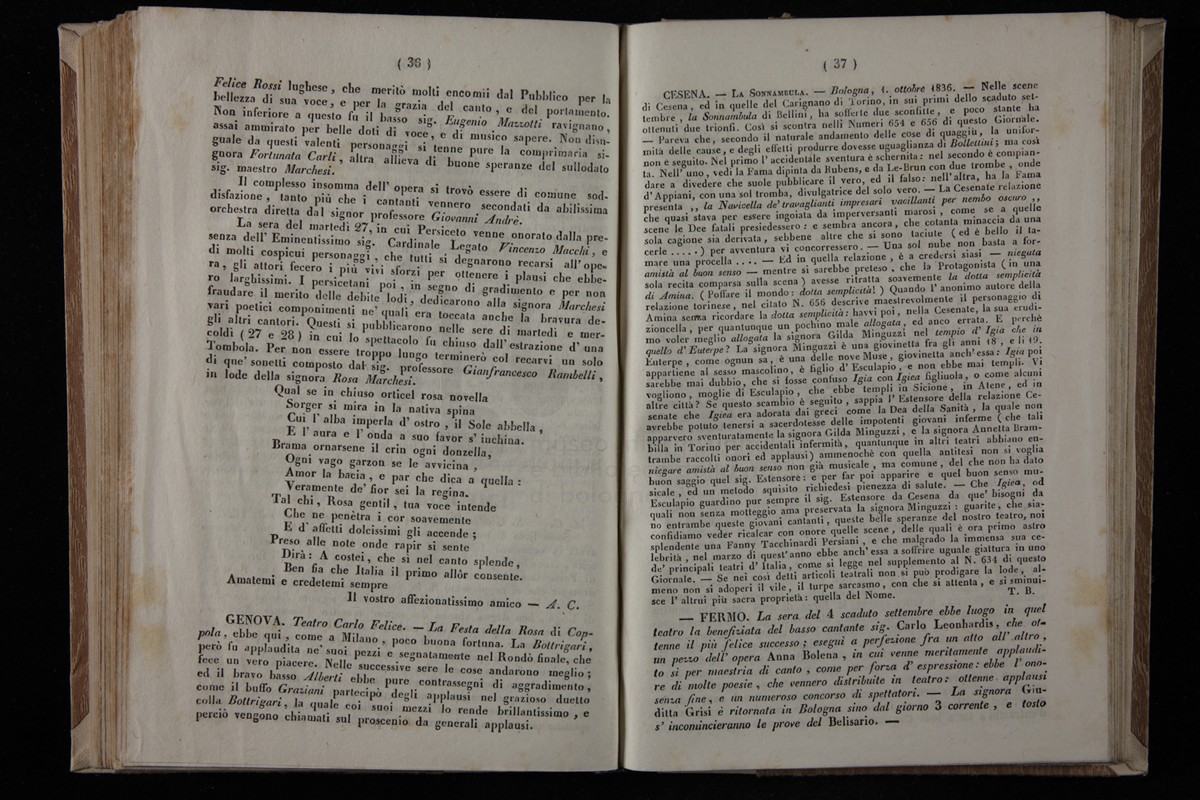 ( 36 )
Felice Rossi lughese, che meritò molti encomii dal Pubblico per la
bellezza di sua voce, e per la grazia del canto, e del portamento.
Non inferiore a questo fu il basso sig. Eugenio Mazzotti ravignano,
assai ammirato per belle doti di voce, e di musico sapere. Non disu-
guale da questi valenti personaggi si tenne pure la comprimaria si-
gnora Fortunata Carli, altra allieva di buone speranze del sullodato
sig. maestro Marchesi.
Il complesso insomma dell' opera si trovò essere di comune sod-
disfazione, tanto più che i cantanti vennero secondati da abilissima
orchestra diretta dal signor professore Giovanni Andrè.
La sera del martedì 27, in cui Persiceto venne onorato dalla pre-
senza dell' Eminentissimo sig. Cardinale Legato Vincenzo Macchi, e
di molti cospicui personaggi, che tutti si degnarono recarsi all' ope-
ra, gli attori fecero i più vivi sforzi per ottenere i plausi che ebbe-
ro larghissimi. I persicetani poi, in segno di gradimento e per non
fraudare il merito delle debite lodi, dedicarono alla signora Marchesi
vari poetici componimenti ne' quali era toccata anche la bravura de-
gli altri cantori. Questi si pubblicarono nelle sere di martedì e mer-
coldì (27 e 28) in cui lo spettacolo fu chiuso dall' estrazione d' una
Tombola. Per non essere troppo lungo terminerò col recarvi un solo
di que' sonetti composto dal sig. professore Gianfrancesco Rambelli,
in lode della signora Rosa Marchesi.
Qual se in chiuso orticel rosa novella
Sorger si mira in la nativa spina
Cui l' alba imperla d' ostro, il Sole abbella,
E l' aura e l' onda a suo favor s' inchina.
Brama ornarsene il crin ogni donzella,
Ogni vago garzon se le avvicina,
Amor la bacia, e par che dica a quella:
Veramente de' fior sei la regina.
Tal chi, Rosa gentil, tua voce intende
Che ne penètra i cor soavemente
E d' affetti dolcissimi gli accende;
Preso alle note onde rapir si sente
Dirà: A costei, che sì nel canto splende,
Ben fia che Italia il primo allòr consente.
Amatemi e credetemi sempre
Il vostro affezionatissimo amico — A. C.
GENOVA. Teatro Carlo Felice. — La Festa della Rosa di Cop-
pola, ebbe qui, come a Milano, poco buona fortuna. La Bottrigari,
però fu applaudita ne' suoi pezzi e segnatamente nel Rondò finale, che
fece un vero piacere. Nelle successive sere le cose andarono meglio;
ed il bravo basso Alberti ebbe pure contrassegni di aggradimento,
come il buffo Graziani partecipò degli applausi nel grazioso duetto
colla Bottrigari, la quale coi suoi mezzi lo rende brillantissimo, e
perciò vengono chiamati sul proscenio da generali applausi.
( 37 )
CESENA. — LA SONNAMBULA. — Bologna, 1. ottobre 1836. — Nelle scene
di Cesena, ed in quelle del Carignano di Torino, in sui primi dello scaduto set-
tembre, la Sonnambula di Bellini, ha sofferte due sconfitte, e poco stante ha
ottenuti due trionfi. Così si scontra nelli Numeri 654 e 656 di questo Giornale.
— Pareva che, secondo il naturale andamento delle cose di quaggiù, la unifor-
mità delle cause, e degli effetti produrre dovesse uguaglianza di Bollettini; ma così
non è seguito. Nel primo l' accidentale sventura è schernita: nel secondo è compian-
ta. Nell' uno, vedi la Fama dipinta da Rubens, e da Le-Brun con due trombe, onde
dare a divedere che suole pubblicare il vero, ed il falso: nell' altra, ha la Fama
d' Appiani, con una sol tromba, divulgatrice del solo vero. — La Cesenate relazione
presenta ,, la Navicella de' travaglianti impresari vacillanti per nembo oscuro ,,
che quasi stava per essere ingoiata da imperversanti marosi, come se a quelle
scene le Dee fatali presiedessero: e sembra ancora, che cotanta minaccia da una
sola cagione sia derivata, sebbene altre che si sono taciute (ed è bello il ta-
cerle .....) per avventura vi concorressero. — Una sol nube non basta a for-
mare una procella .... — Ed in quella relazione, è a credersi siasi — niegata
amistà al buon senso — mentre si sarebbe preteso, che la Protagonista (in una
sola recita comparsa sulla scena) avesse ritratta soavemente la dotta semplicità
di Amina. (Poffare il mondo: dotta semplicità!) Quando l' anonimo autore della
relazione torinese, nel citato N. 656 descrive maestrevolmente il personaggio di
Amina senza ricordare la dotta semplicità: havvi poi, nella Cesenate, la sua erudi-
zioncella, per quantunque un pochino male allogata, ed anco errata. E perchè
mo voler meglio allogata la signora Gilda Minguzzi nel tempio d' Igia che in
quello d' Euterpe? La signora Minguzzi è una giovinetta fra gli anni 18, e li 19.
Euterpe, come ognun sa, è una delle nove Muse, giovinetta anch' essa: Igia poi
appartiene al sesso mascolino, è figlio d' Esculapio, e non ebbe mai templi. Vi
sarebbe mai dubbio, che si fosse confuso Igia con Igiea figliuola, o come alcuni
vogliono, moglie di Esculapio, che ebbe templi in Sicione, in Atene, ed in
altre città? Se questo scambio è seguito, sappia l' Estensore della relazione Ce-
senate che Igiea era adorata dai greci come la Dea della Sanità, la quale non
avrebbe potuto tenersi a sacerdotesse delle impotenti giovani inferme (che tali
apparvero sventuratamente la signora Gilda Minguzzi, e la signora Annetta Bram-
billa in Torino per accidentali infermità, quantunque in altri teatri abbiano en-
trambe raccolti onori ed applausi) ammenochè con quella antitesi non si voglia
niegare amistà al buon senso non già musicale, ma comune, del che non ha dato
buon saggio quel sig. Estensore: e per far poi apparire e quel buon senso mu-
sicale, ed un metodo squisito richiedesi pienezza di salute. — Che Igiea, od
Esculapio guardino pur sempre il sig. Estensore da Cesena da que' bisogni da
quali non senza motteggio ama preservata la signora Minguzzi: guarite, che sia-
no entrambe queste giovani cantanti, queste belle speranze del nostro teatro, noi
confidiamo veder ricalcar con onore quelle scene, delle quali è ora primo astro
splendente una Fanny Tacchinardi Persiani, e che malgrado la immensa sua ce-
lebrità, nel marzo di quest' anno ebbe anch' essa a soffrire uguale giattura in uno
de' principali teatri d' Italia, come si legge nel supplemento al N. 634 di questo
Giornale. — Se nei così detti articoli teatrali non si può prodigare la lode, al-
meno non si adoperi il vile, il turpe sarcasmo, con che si attenta, e si sminui-
sce l' altrui più sacra proprietà: quella del Nome. T. B.
— FERMO. La sera del 4 scaduto settembre ebbe luogo in quel
teatro la benefiziata del basso cantante sig. Carlo Leonhardis, che ot-
tenne il più felice successo; eseguì a perfezione fra un atto all' altro,
un pezzo dell' opera Anna Bolena, in cui venne meritamente applaudi-
to sì per maestria di canto, come per forza d' espressione: ebbe l' ono-
re di molte poesie, che vennero distribuite in teatro: ottenne applausi
senza fine, e un numeroso concorso di spettatori. — La signora Giu-
ditta Grisi è ritornata in Bologna sino dal giorno 3 corrente, e tosto
s' incomincieranno le prove del Belisario. —